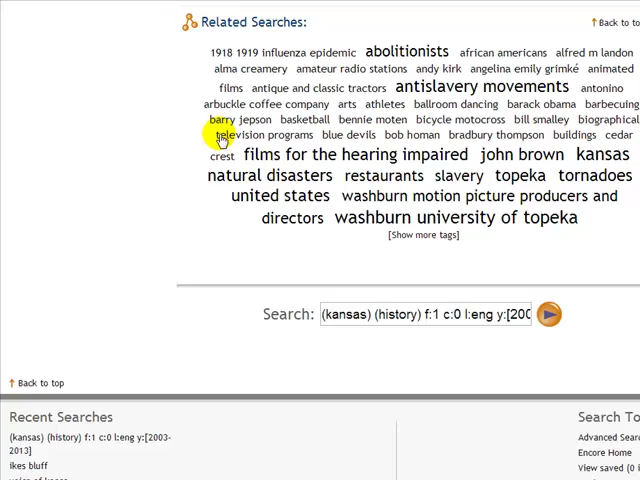 Related Searches:
Back to to
1918 1919 influenza epidemic abolitionists african americans alfred m landon
alma creamery amateur radio stations andy kirk angelina emily grimké animated
films antique and classic tractors antislavery movements antonino
arbuckle coffee company arts athletes ballroom dancing barack obama barbecuing
barry jepson basketball bennie moten bicycle motocross bill smalley biographical
television programs blue devils bob homan bradbury thompson buildings cedar
crest films for the hearing impaired john brown kansas
natural disasters restaurants slavery topeka tornadoes
united states washburn motion picture producers and
directors washburn university of topeka
[Show more tags]
Search: (kansas) (history) f:1 c:0 l:eng y:[200
Back to top
Recent Searches
(kansas) (history) f:1 c:0 l:eng y:[2003-
2013]
ikes bluff
Search To
Advanced Searc
Encore Home
View saved (0 i